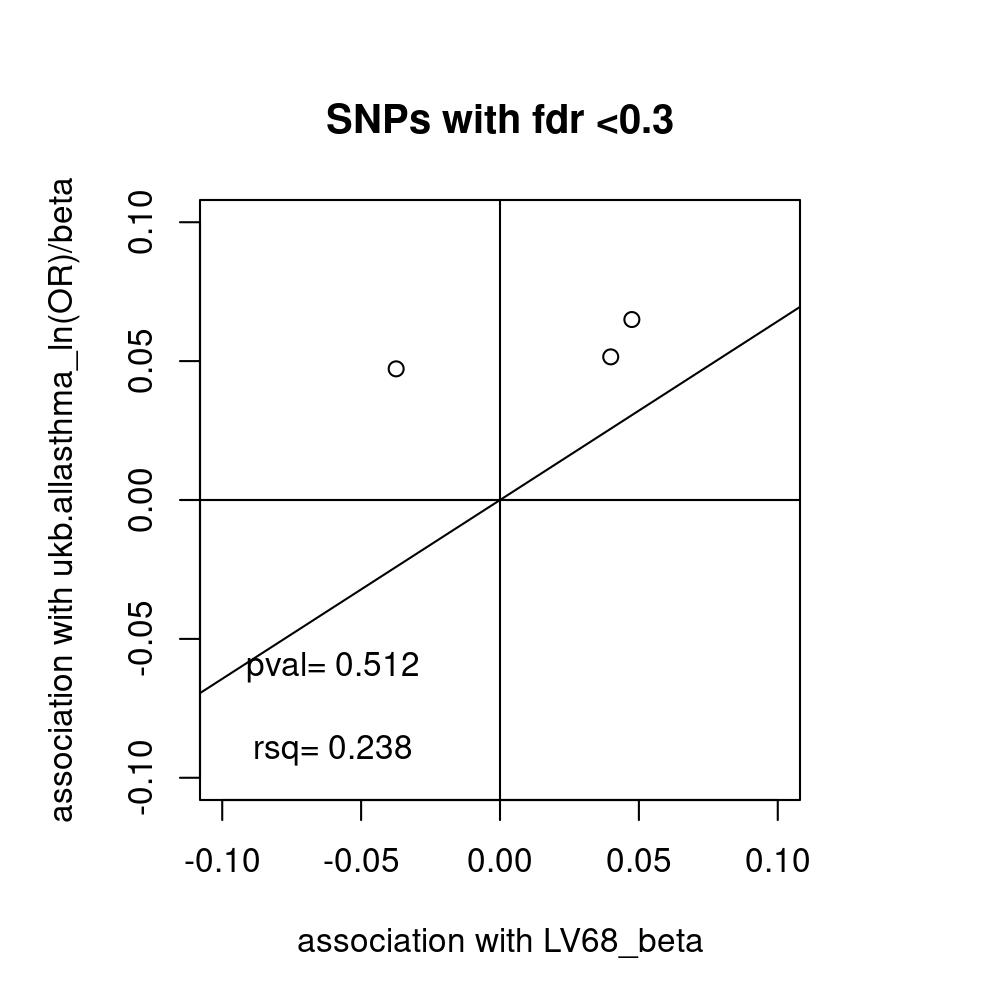 SNPs with fdr <0.3
association with ukb.allasthma_ln(OR)/beta
0.10
0.05
0.00
-0.05
-0.10
pval= 0.512
rsq= 0.238
-0.10 -0.05 0.00 0.05 0.10
association with LV68_beta